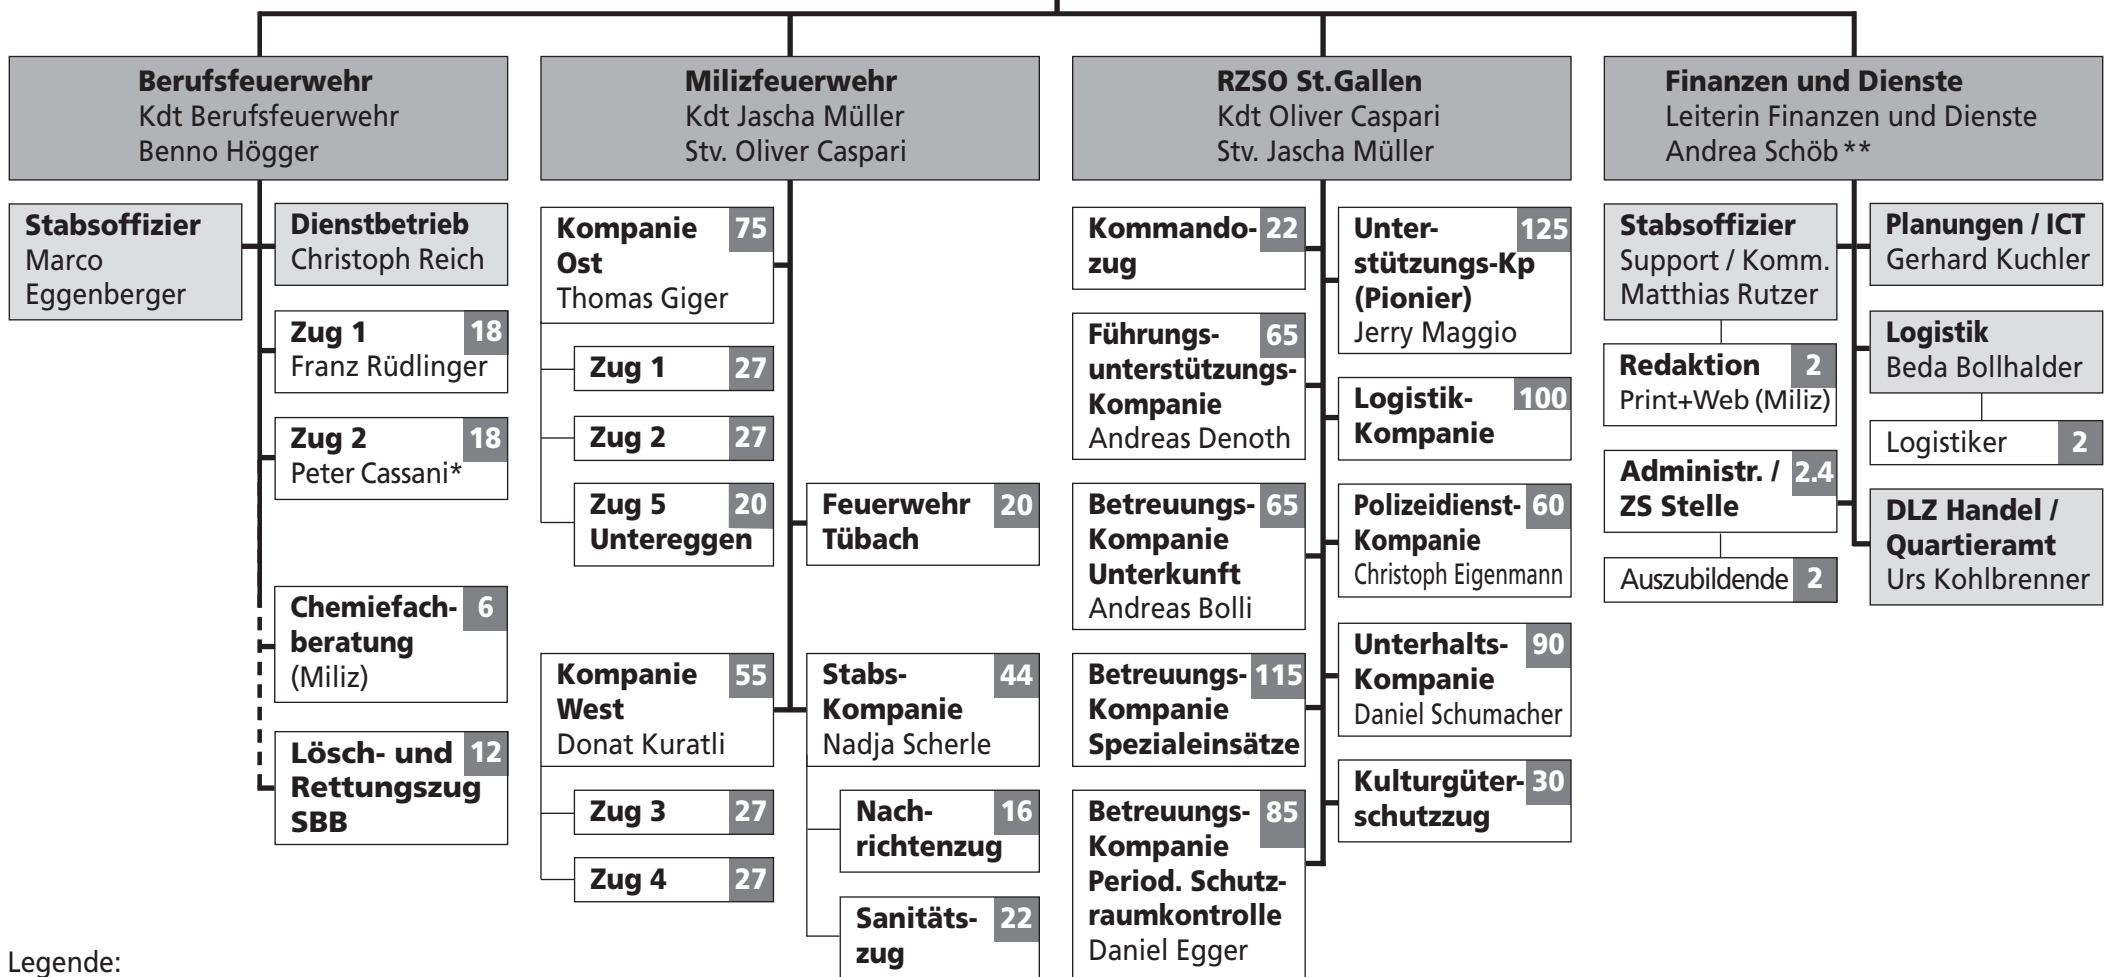 Berufsfeuerwehr
Kdt Berufsfeuerwehr
Benno Högger
Stabsoffizier
Marco
Eggenberger
Dienstbetrieb
Christoph Reich
Zug 1 18
Franz Rüdlinger
Zug 2 18
Peter Cassani*
Chemiefach- 6
beratung
(Miliz)
Lösch- und 12
Rettungszug
SBB
Milizfeuerwehr
Kdt Jascha Müller
Stv. Oliver Caspari
Kompanie 75
Ost
Thomas Giger
Zug 1 27
Zug 2 27
Zug 5 20
Untereggen
Feuerwehr 20
Tübach
Kompanie 55
West
Donat Kuratli
Zug 3 27
Zug 4 27
Stabs- 44
Kompanie
Nadja Scherle
Nach- 16
richtenzug
Sanitäts- 22
zug
RZSO St.Gallen
Kdt Oliver Caspari
Stv. Jascha Müller
Kommando- 22
zug
Führungs- 65
unterstützungs-
Kompanie
Andreas Denoth
Betreuungs- 65
Kompanie
Unterkunft
Andreas Bolli
Betreuungs- 115
Kompanie
Spezialeinsätze
Betreuungs- 85
Kompanie
Period. Schutz-
raumkontrolle
Daniel Egger
Unter- 125
stützungs-Kp
(Pionier)
Jerry Maggio
Logistik- 100
Kompanie
Polizeidienst- 60
Kompanie
Christoph Eigenmann
Unterhalts- 90
Kompanie
Daniel Schumacher
Kulturgüter- 30
schutzzug
Finanzen und Dienste
Leiterin Finanzen und Dienste
Andrea Schöb**
Stabsoffizier
Support / Komm.
Matthias Rutzer
Redaktion 2
Print+Web (Miliz)
Administr. / 2.4
ZS Stelle
Auszubildende 2
Planungen / ICT
Gerhard Kuchler
Logistik
Beda Bollhalder
Logistiker 2
DLZ Handel /
Quartieramt
Urs Kohlbrenner
Legende: